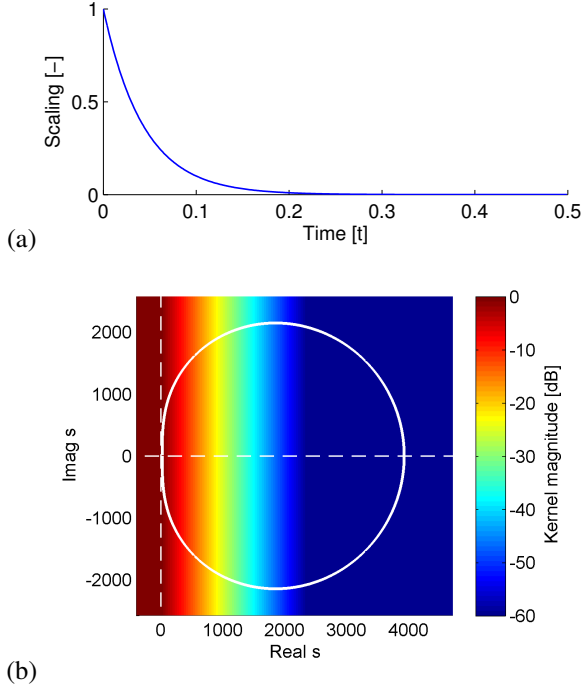 1
0.5
0
Scaling [−]
0 0.1 0.2 0.3 0.4 0.5
Time [t]
(a)
2000
1000
0
-1000
-2000
Imag s
0 1000 2000 3000 4000
Real s
0
-10
-20
-30
-40
-50
-60
Kernel magnitude [dB]
(b)